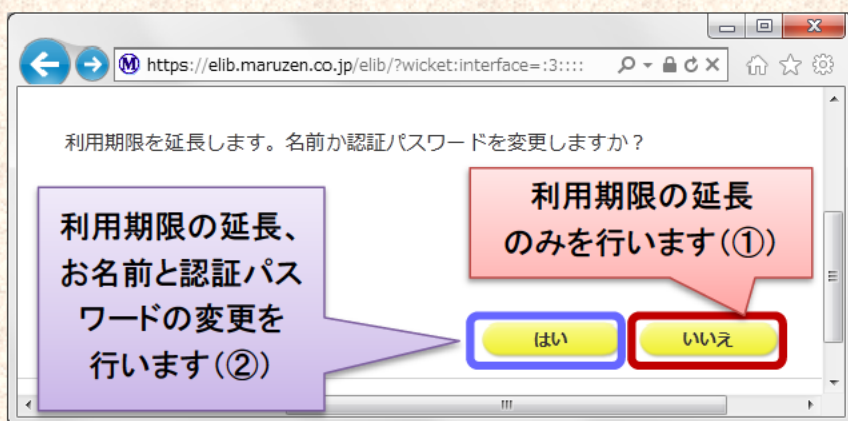 https://elib.maruzen.co.jp/elib/?wicket:interface=:3::::
利用期限を延長します。名前か認証パスワードを変更しますか？
利用期限の延長
のみを行います(①)
利用期限の延長、
お名前と認証パス
ワードの変更を
行います(②)
はい
いいえ